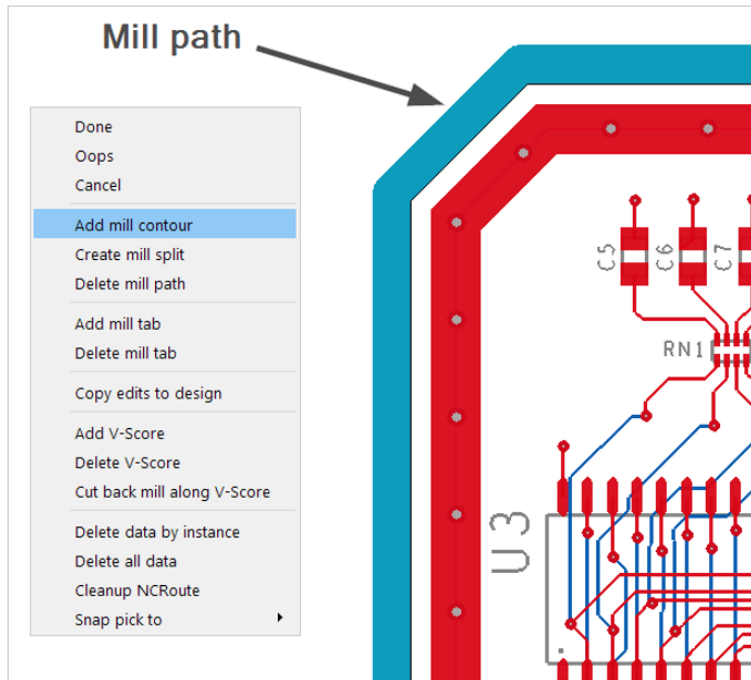 Mill path
Done
Oops
Cancel
Add mill contour
Create mill split
Delete mill path
Add mill tab
Delete mill tab
Copy edits to design
Add V-Score
Delete V-Score
Cut back mill along V-Score
Delete data by instance
Delete all data
Cleanup NCRoute
Snap pick to
C5
C6
C7
RN1
U3